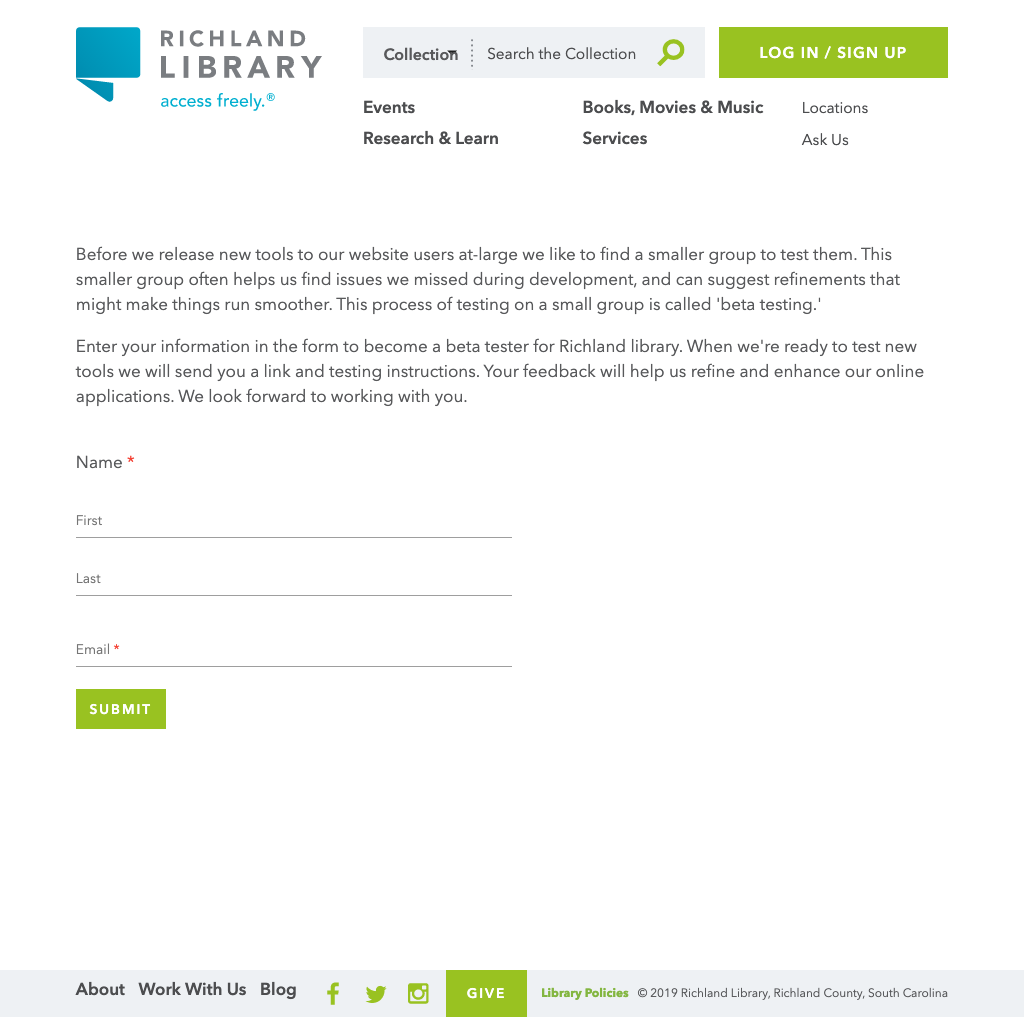 RICHLAND
LIBRARY
access freely.®
Collection
Search the Collection
LOG IN / SIGN UP
Events
Books, Movies & Music
Locations
Research & Learn
Services
Ask Us
Before we release new tools to our website users at-large we like to find a smaller group to test them. This
smaller group often helps us find issues we missed during development, and can suggest refinements that
might make things run smoother. This process of testing on a small group is called 'beta testing.'
Enter your information in the form to become a beta tester for Richland library. When we're ready to test new
tools we will send you a link and testing instructions. Your feedback will help us refine and enhance our online
applications. We look forward to working with you.
Name *
First
Last
Email *
SUBMIT
About Work With Us Blog
GIVE
Library Policies © 2019 Richland Library, Richland County, South Carolina